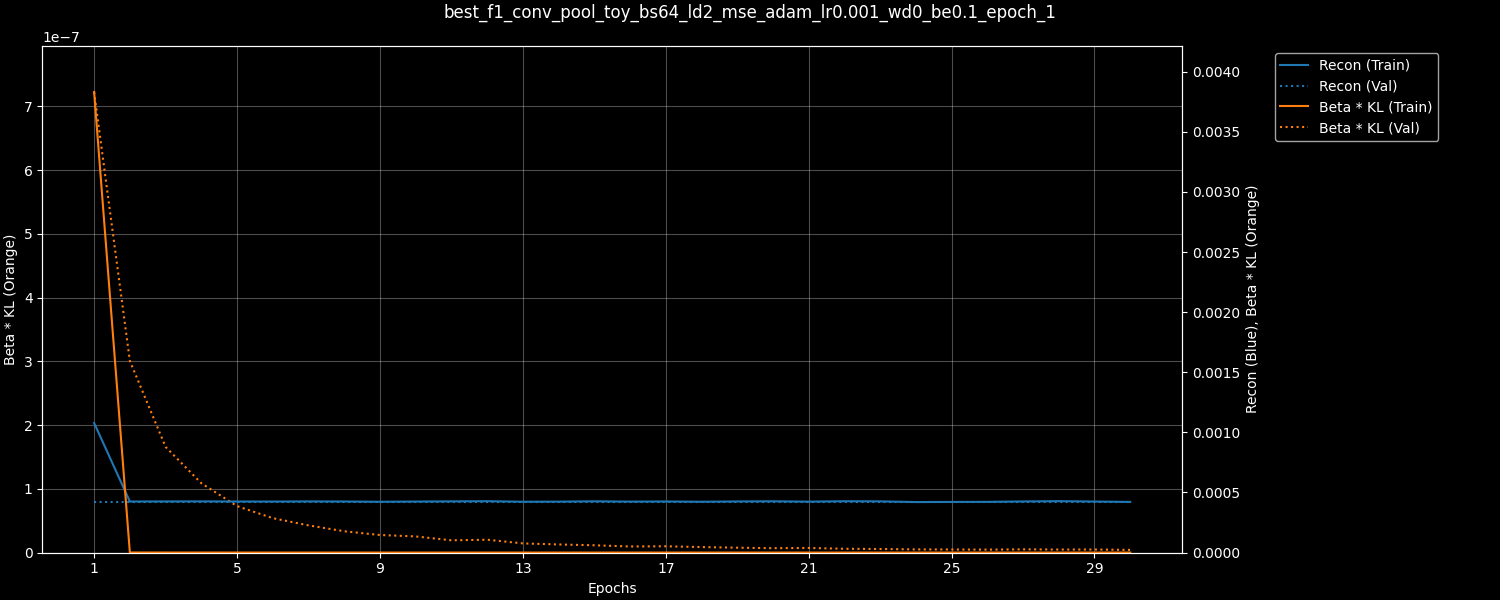 best_f1_conv_pool_toy_bs64_ld2_mse_adam_lr0.001_wd0_be0.1_epoch_1
1e−7
7
6
5
4
3
2
1
0
Beta * KL (Orange)
1
5
9
13
17
21
25
29
Epochs
0.0040
0.0035
0.0030
0.0025
0.0020
0.0015
0.0010
0.0005
0.0000
Recon (Blue), Beta * KL (Orange)
Recon (Train)
Recon (Val)
Beta * KL (Train)
Beta * KL (Val)